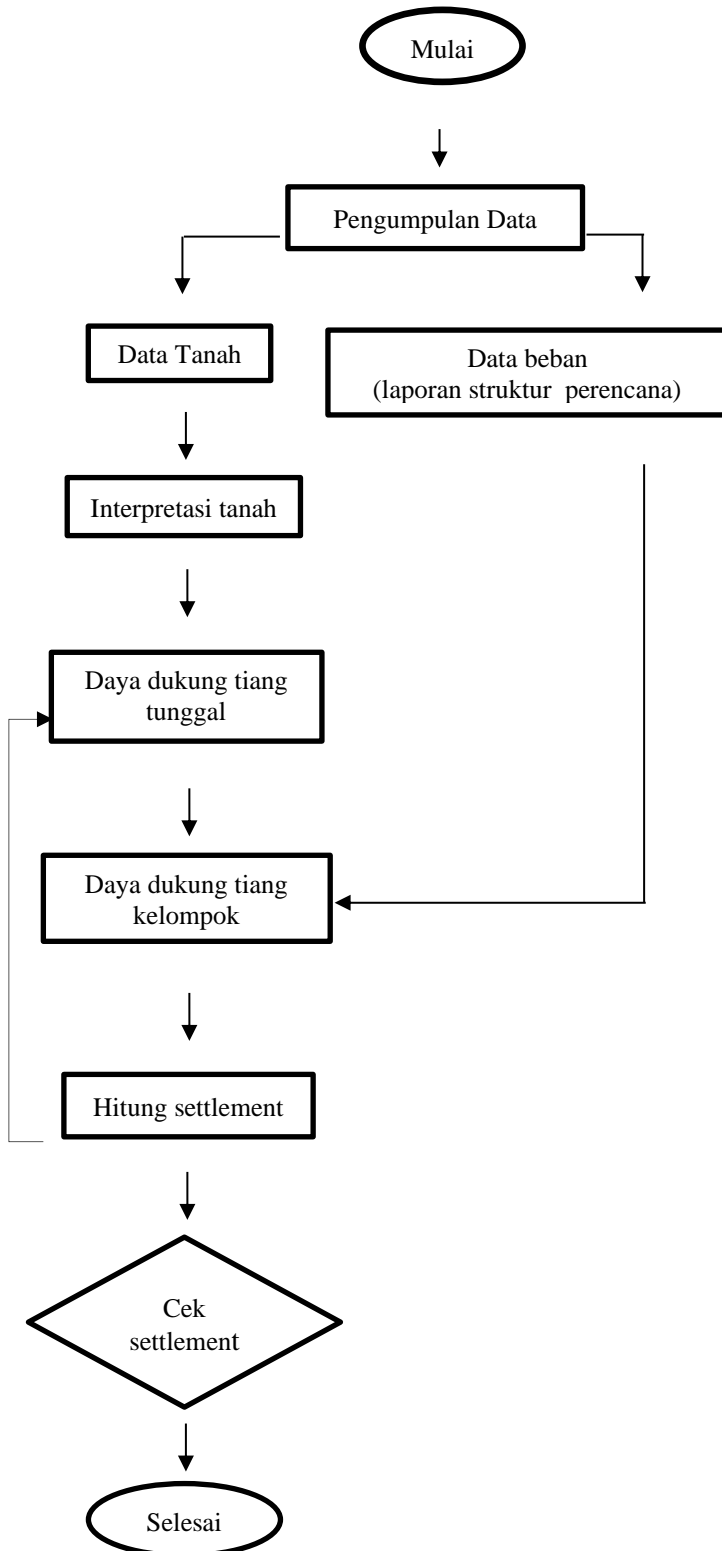 Mulai
Pengumpulan Data
Data Tanah
Data beban
(laporan struktur perencana)
Interpretasi tanah
Daya dukung tiang
tunggal
Daya dukung tiang
kelompok
Hitung settlement
Cek
settlement
Selesai